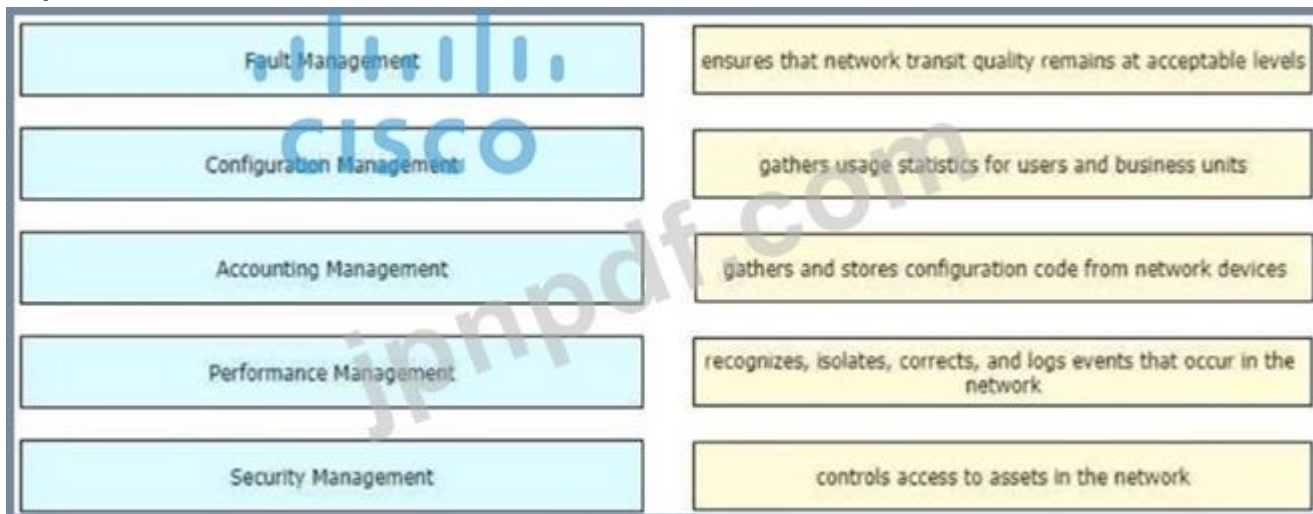 Fault Management
ensures that network transit quality remains at acceptable levels
CISCO
Configuration Management
gathers usage statistics for users and business units
Accounting Management
gathers and stores configuration code from network devices
Performance Management
recognizes, isolates, corrects, and logs events that occur in the
network
Security Management
controls access to assets in the network
jpnpdf.com